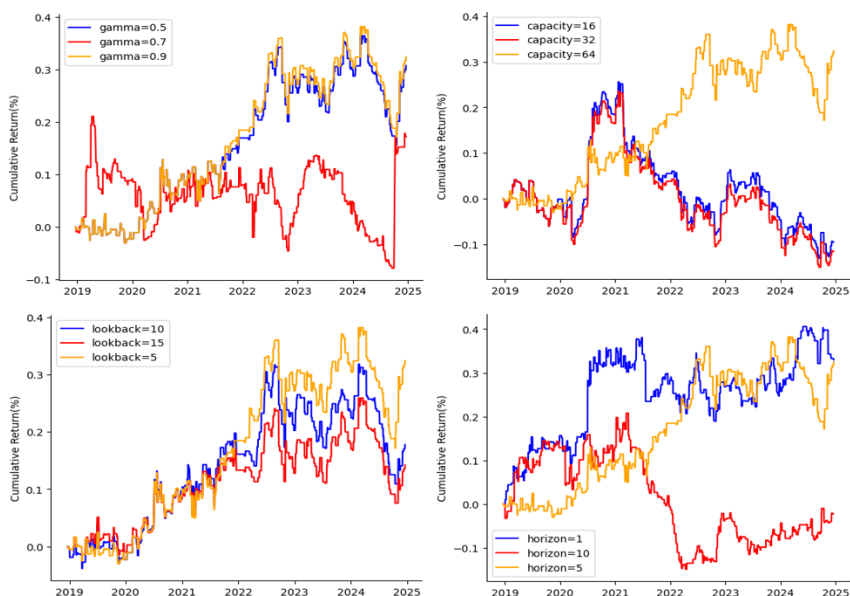 gamma=0.5
gamma=0.7
gamma=0.9
Cumulative Return(%)
0.4
0.3
0.2
0.1
0.0
−0.1
2019 2020 2021 2022 2023 2024 2025
capacity=16
capacity=32
capacity=64
Cumulative Return(%)
0.4
0.3
0.2
0.1
0.0
−0.1
2019 2020 2021 2022 2023 2024 2025
lookback=10
lookback=15
lookback=5
Cumulative Return(%)
0.4
0.3
0.2
0.1
0.0
2019 2020 2021 2022 2023 2024 2025
Cumulative Return(%)
0.4
0.3
0.2
0.1
0.0
−0.1
horizon=1
horizon=10
horizon=5
2019 2020 2021 2022 2023 2024 2025